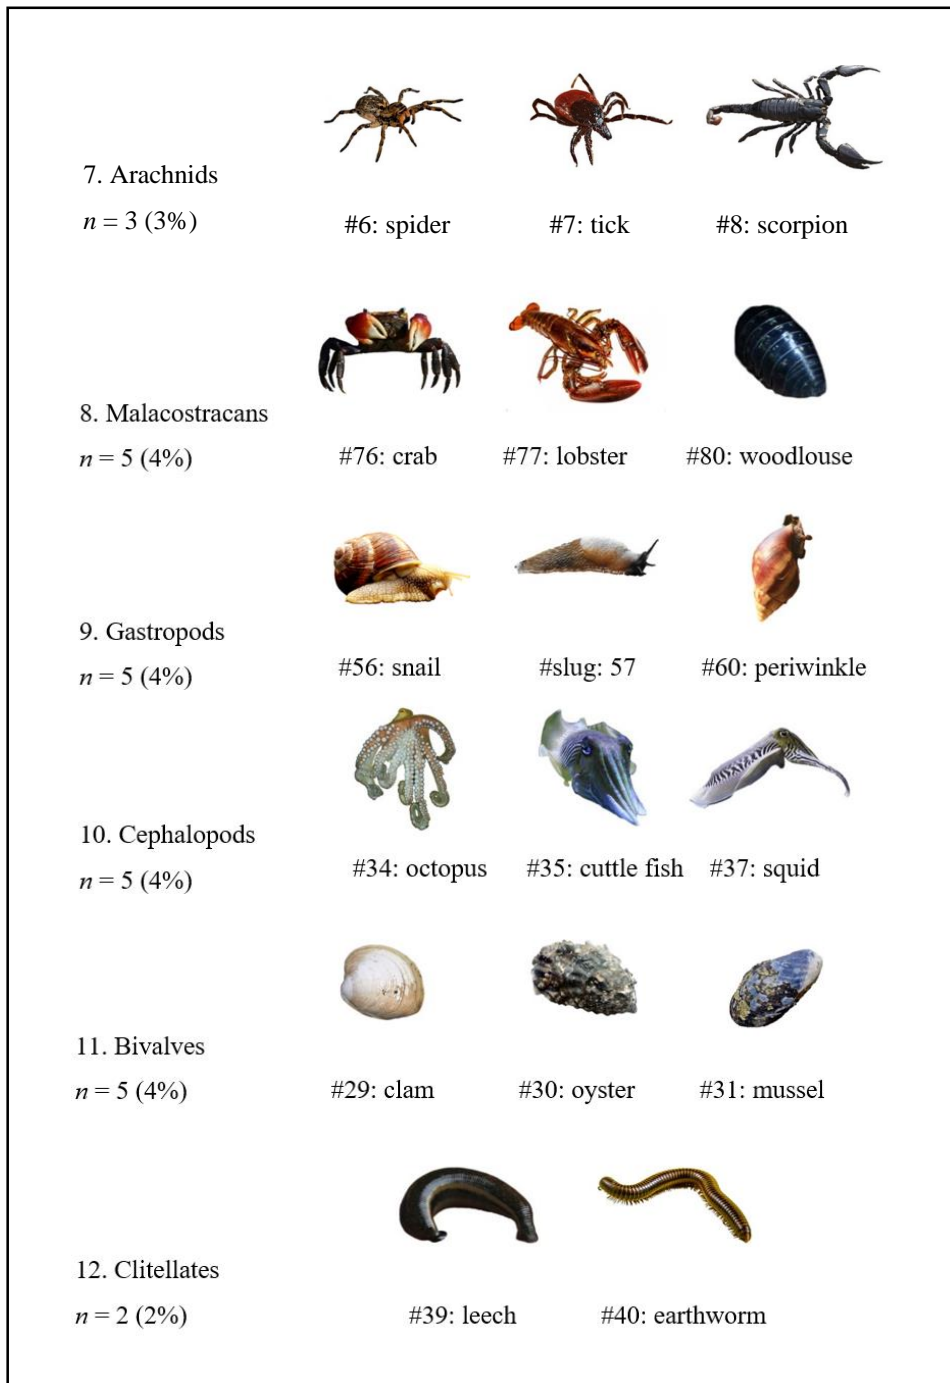 7. Arachnids
n = 3 (3%)
#6: spider
#7: tick
#8: scorpion
8. Malacostracans
n = 5 (4%)
#76: crab
#77: lobster
#80: woodlouse
9. Gastropods
n = 5 (4%)
#56: snail
#slug: 57
#60: periwinkle
10. Cephalopods
n = 5 (4%)
#34: octopus
#35: cuttle fish
#37: squid
11. Bivalves
n = 5 (4%)
#29: clam
#30: oyster
#31: mussel
12. Clitellates
n = 2 (2%)
#39: leech
#40: earthworm